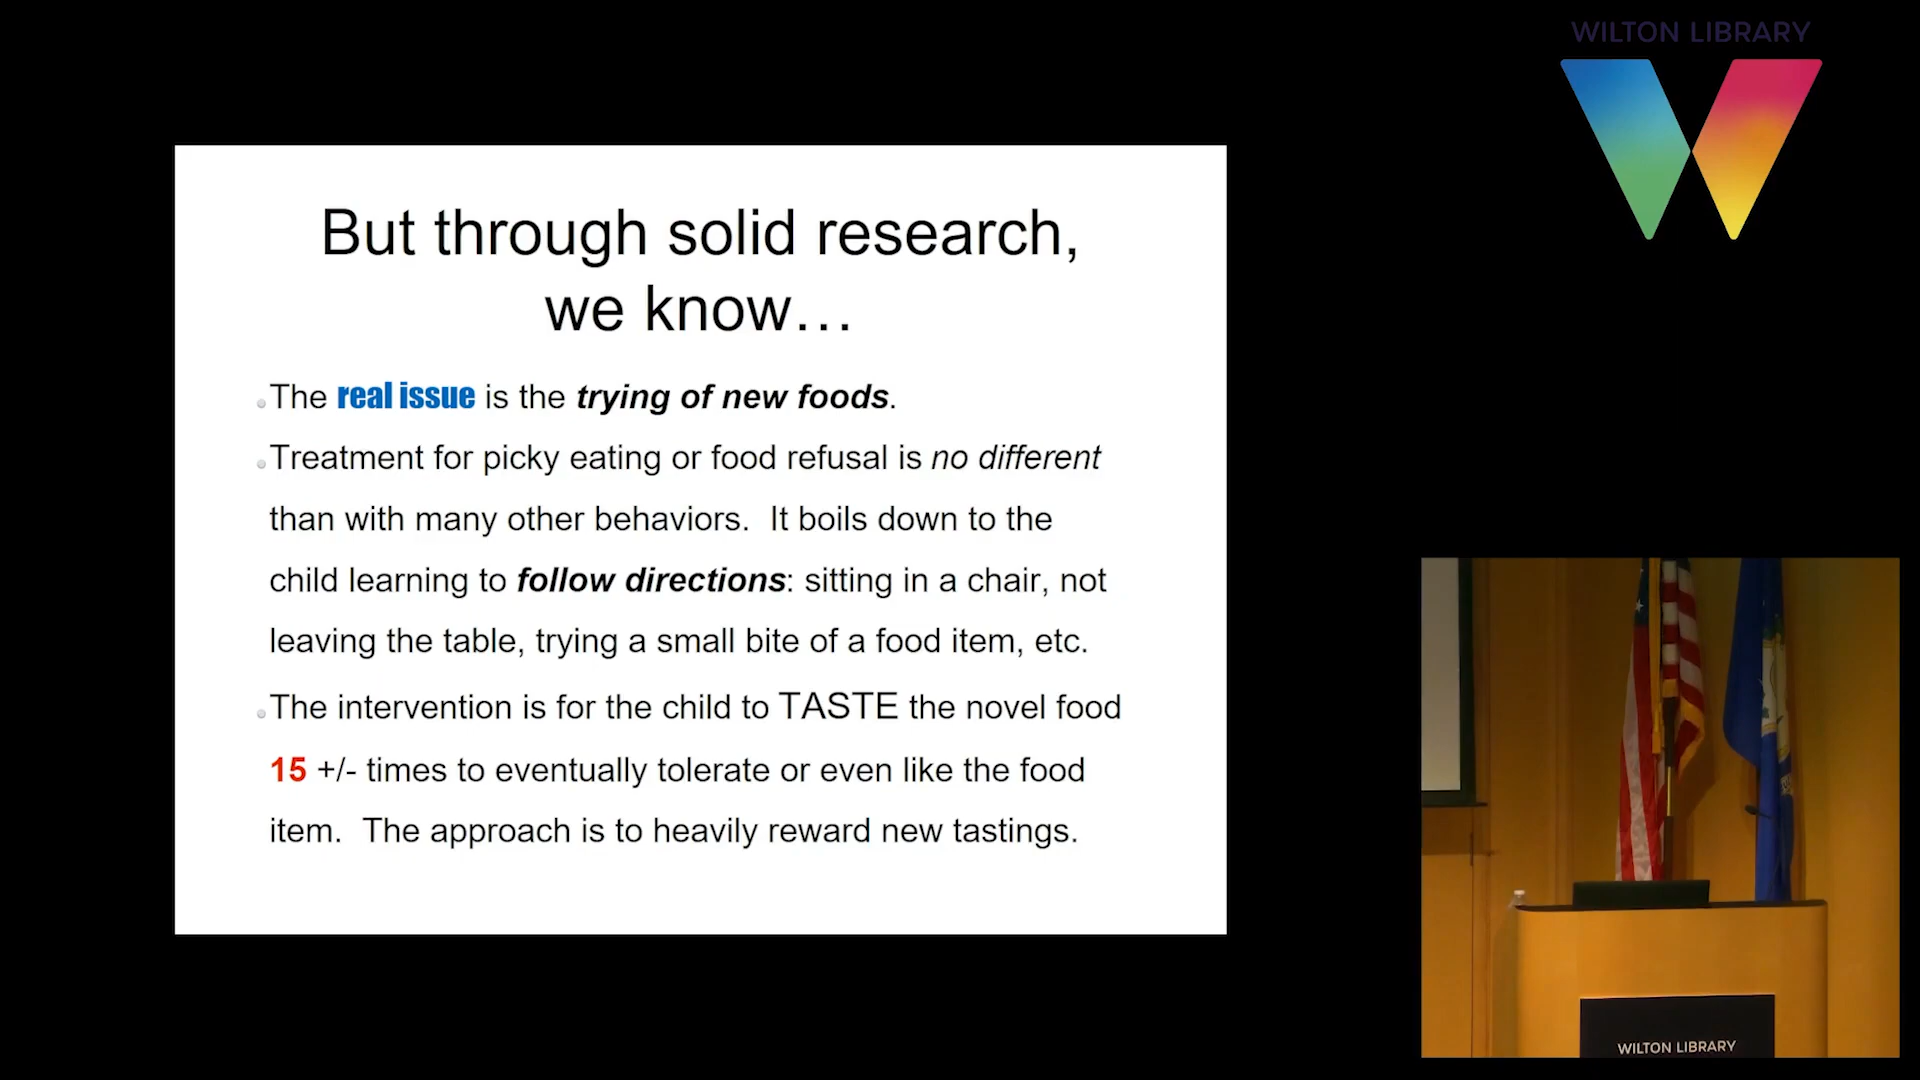 WILTON LIBRARY
But through solid research,
we know…
The real issue is the trying of new foods.
Treatment for picky eating or food refusal is no different
than with many other behaviors.  It boils down to the
child learning to follow directions: sitting in a chair, not
leaving the table, trying a small bite of a food item, etc.
The intervention is for the child to TASTE the novel food
15 +/- times to eventually tolerate or even like the food
item.  The approach is to heavily reward new tastings.
WILTON LIBRARY